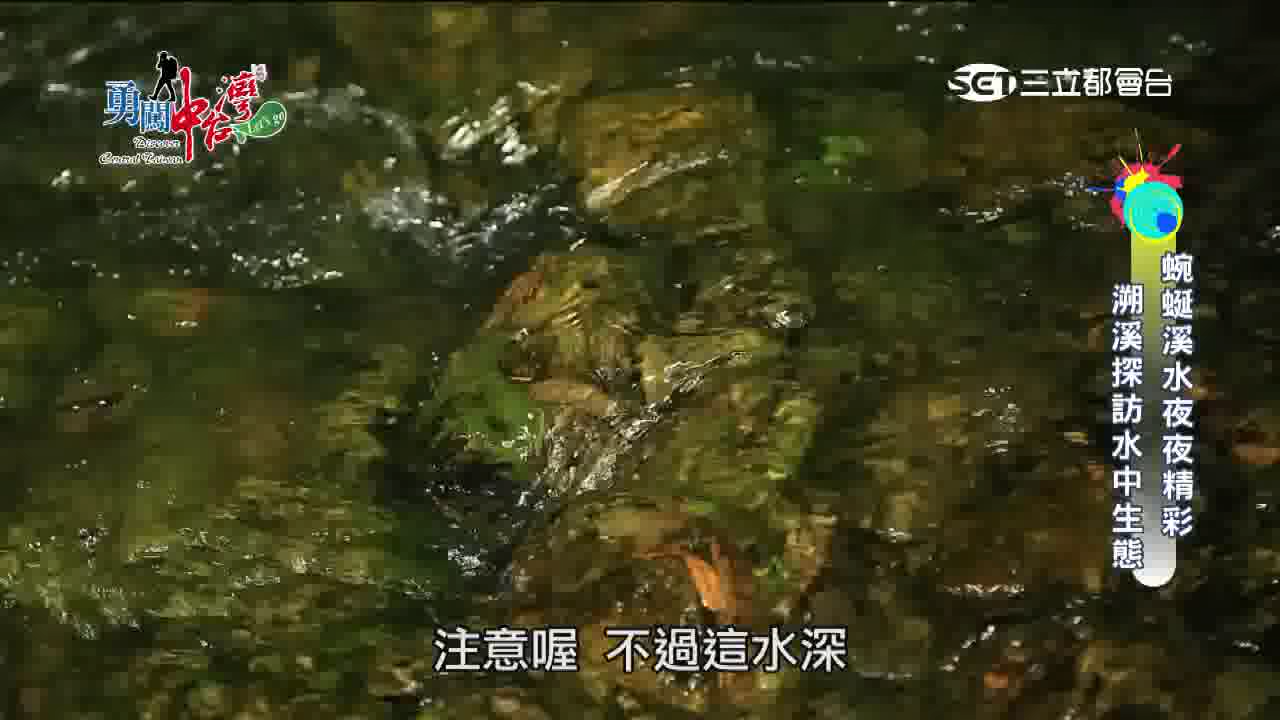 勇闖中台灣
Let's go
Discover
Central Taiwan
SET三立都會台
蜿蜒溪水夜夜精彩
溯溪探訪水中生態
注意喔 不過這水深